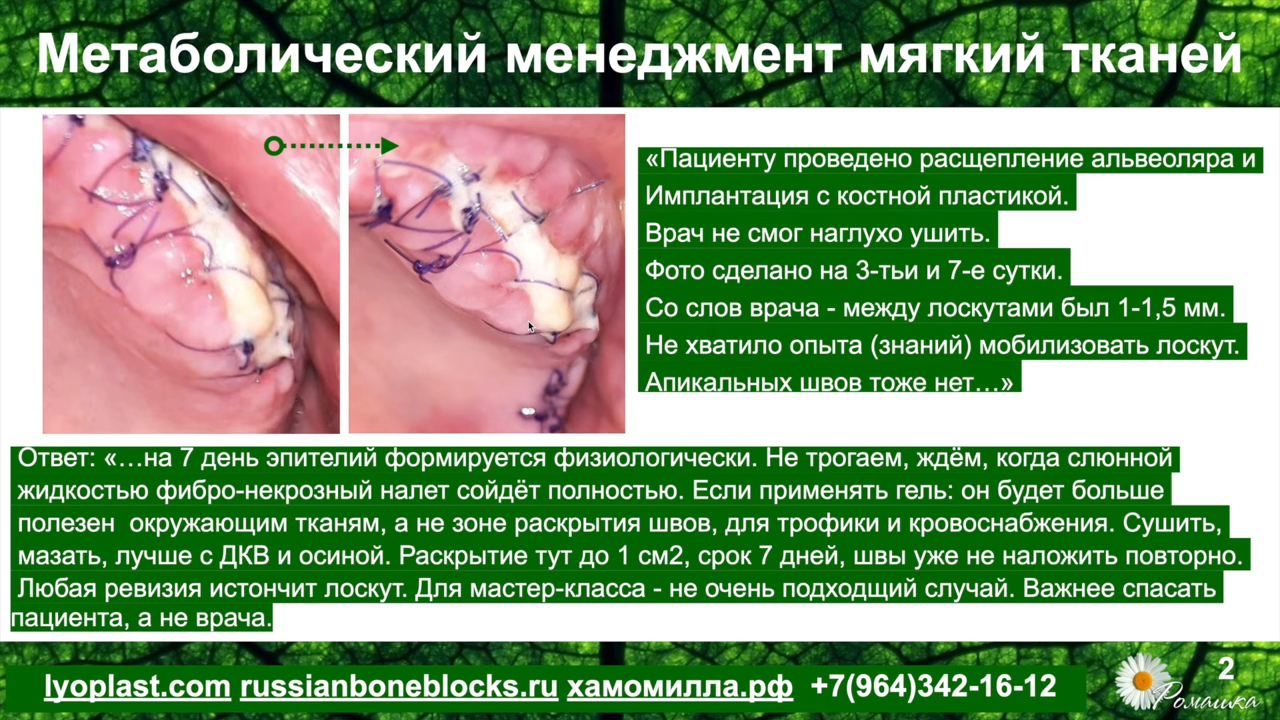 Метаболический менеджмент мягкий тканей
«Пациенту проведено расщепление альвеоляра и
Имплантация с костной пластикой.
Врач не смог наглухо ушить.
Фото сделано на 3-тьи и 7-е сутки.
Со слов врача - между лоскутами был 1-1,5 мм.
Не хватило опыта (знаний) мобилизовать лоскут.
Апикальных швов тоже нет…»
Ответ: «…на 7 день эпителий формируется физиологически. Не трогаем, ждём, когда слюнной
жидкостью фибро-некрозный налет сойдёт полностью. Если применять гель: он будет больше
полезен окружающим тканям, а не зоне раскрытия швов, для трофики и кровоснабжения. Сушить,
мазать, лучше с ДКВ и осиной. Раскрытие тут до 1 см2, срок 7 дней, швы уже не наложить повторно.
Любая ревизия истончит лоскут. Для мастер-класса - не очень подходщий случай. Важнее спасать
пациента, а не врача.
lyoplast.com russianboneblocks.ru хамомилла.рф +7(964)342-16-12
Ромашка
2